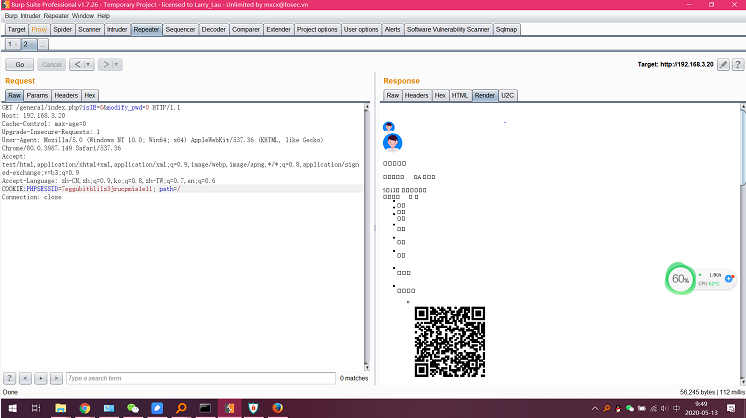 Burp Suite Professional v1.7.26 - Temporary Project - licensed to Larry_Lau - Unlimited by mxcx@fosec.vn
Burp Intruder Repeater Window Help
Target Proxy Spider Scanner Intruder Repeater Sequencer Decoder Comparer Extender Project options User options Alerts Software Vulnerability Scanner Sqlmap
1 × 2 × ...
Go Cancel < | ▾ > | ▾ Target: http://192.168.3.20 ?
Request
Raw Params Headers Hex
GET /general/index.php?isIE=0&modify_pwd=0 HTTP/1.1
Host: 192.168.3.20
Cache-Control: max-age=0
Upgrade-Insecure-Requests: 1
User-Agent: Mozilla/5.0 (Windows NT 10.0; Win64; x64) AppleWebKit/537.36 (KHTML, like Gecko)
Chrome/80.0.3987.149 Safari/537.36
Accept:
text/html,application/xhtml+xml,application/xml;q=0.9,image/webp,image/apng,*/*;q=0.8,application/sign
ed-exchange;v=b3;q=0.9
Accept-Language: zh-CN,zh;q=0.9,ko;q=0.8,zh-TW;q=0.7,en;q=0.6
COOKIE:PHPSESSID=7eggubitblils3jrucpmiale11; path=/
Connection: close
? < + > Type a search term 0 matches
Response
Raw Headers Hex HTML Render U2C
60%
CPU 62°C
Done
56,245 bytes | 112 millis
中
9:49
2020-05-13